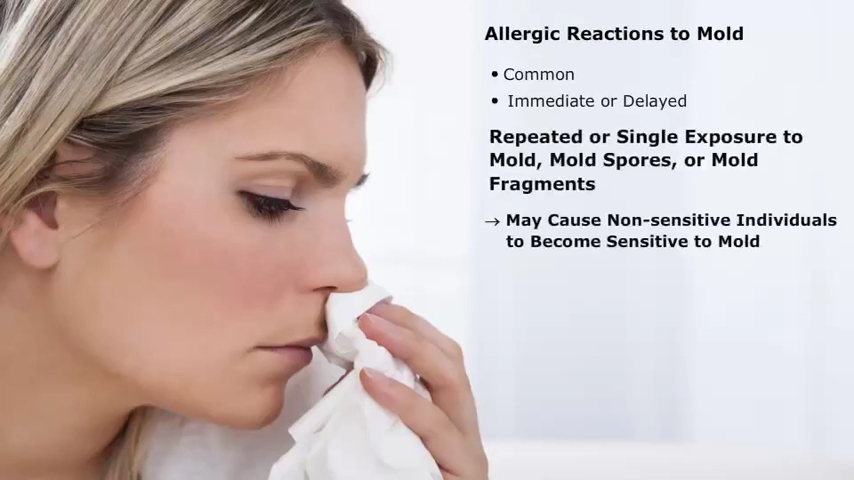 Allergic Reactions to Mold
• Common
• Immediate or Delayed
Repeated or Single Exposure to
Mold, Mold Spores, or Mold
Fragments
→ May Cause Non-sensitive Individuals
to Become Sensitive to Mold